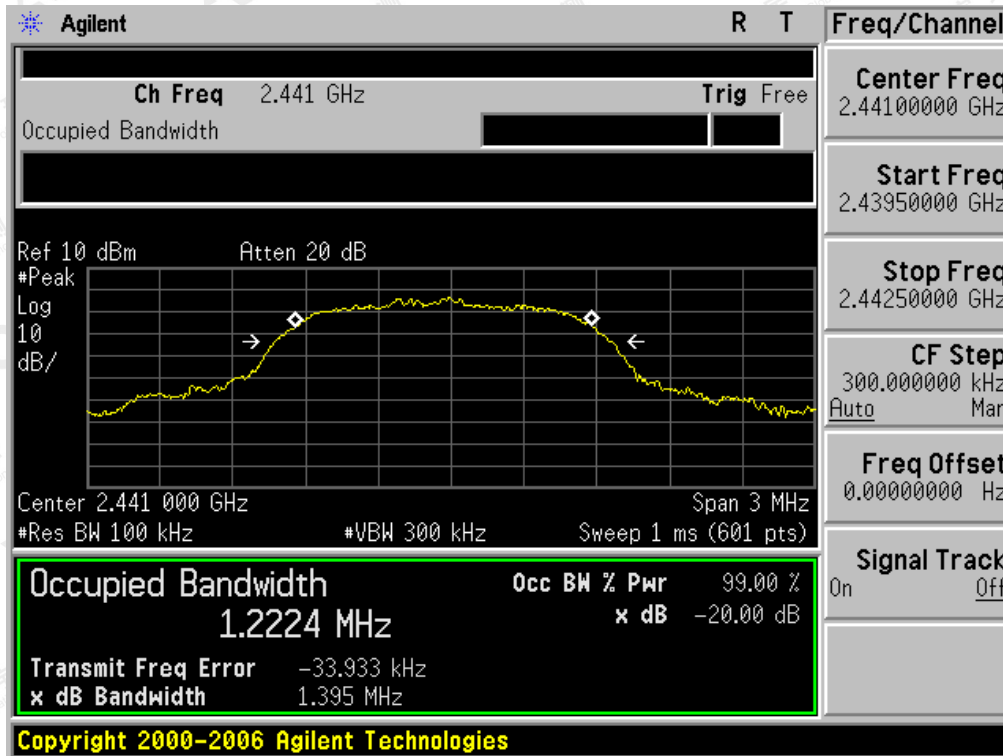 Agilent R T Freq/Channel
Ch Freq 2.441 GHz Trig Free
Occupied Bandwidth
Center Freq
2.44100000 GHz
Start Freq
2.43950000 GHz
Stop Freq
2.44250000 GHz
CF Step
300.000000 kHz
Auto Man
Freq Offset
0.00000000 Hz
Signal Track
On Off
Ref 10 dBm Atten 20 dB
#Peak
Log
10
dB/
Center 2.441 000 GHz Span 3 MHz
#Res BW 100 kHz #VBW 300 kHz Sweep 1 ms (601 pts)
Occupied Bandwidth Occ BW % Pwr 99.00 %
1.2224 MHz x dB -20.00 dB
Transmit Freq Error -33.933 kHz
x dB Bandwidth 1.395 MHz
Copyright 2000-2006 Agilent Technologies